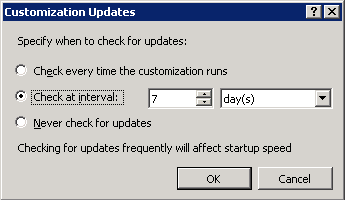 Customization Updates
Specify when to check for updates:
Check every time the customization runs
Check at interval: 7 day(s)
Never check for updates
Checking for updates frequently will affect startup speed
OK Cancel